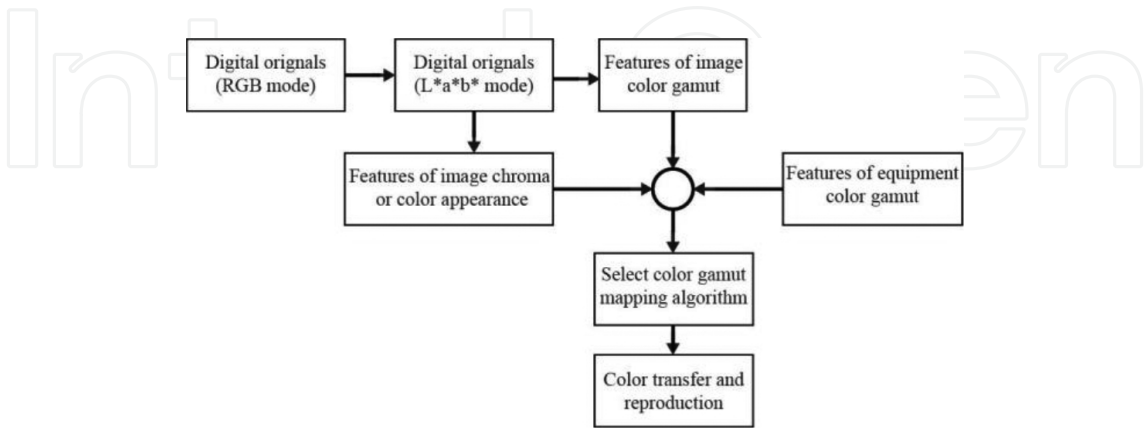 Digital orignals
(RGB mode)
Digital orignals
(L*a*b* mode)
Features of image
color gamut
Features of image chroma
or color appearance
Features of equipment
color gamut
Select color gamut
mapping algorithm
Color transfer and
reproduction